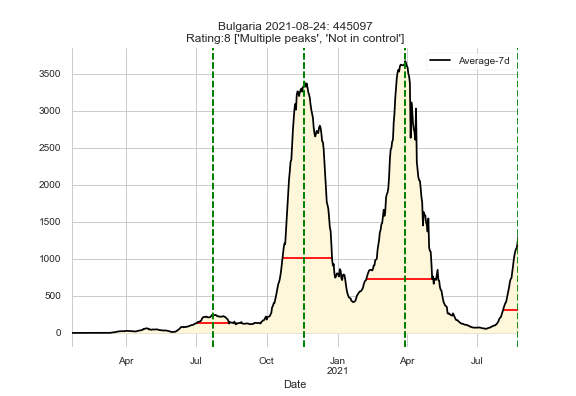 Bulgaria 2021-08-24: 445097
Rating:8 ['Multiple peaks', 'Not in control']
Average-7d
3500
3000
2500
2000
1500
1000
500
0
Apr Jul Oct Jan Apr Jul
2021
Date